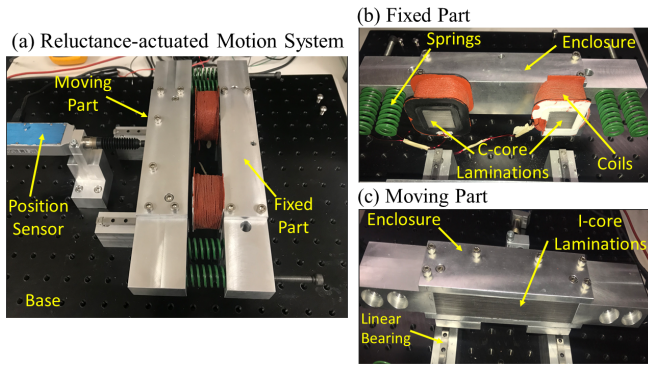 (a) Reluctance-actuated Motion System
Moving
Part
Position
Sensor
Fixed
Part
Base
(b) Fixed Part
Springs
Enclosure
C-core
Laminations
Coils
(c) Moving Part
Enclosure
I-core
Laminations
Linear
Bearing